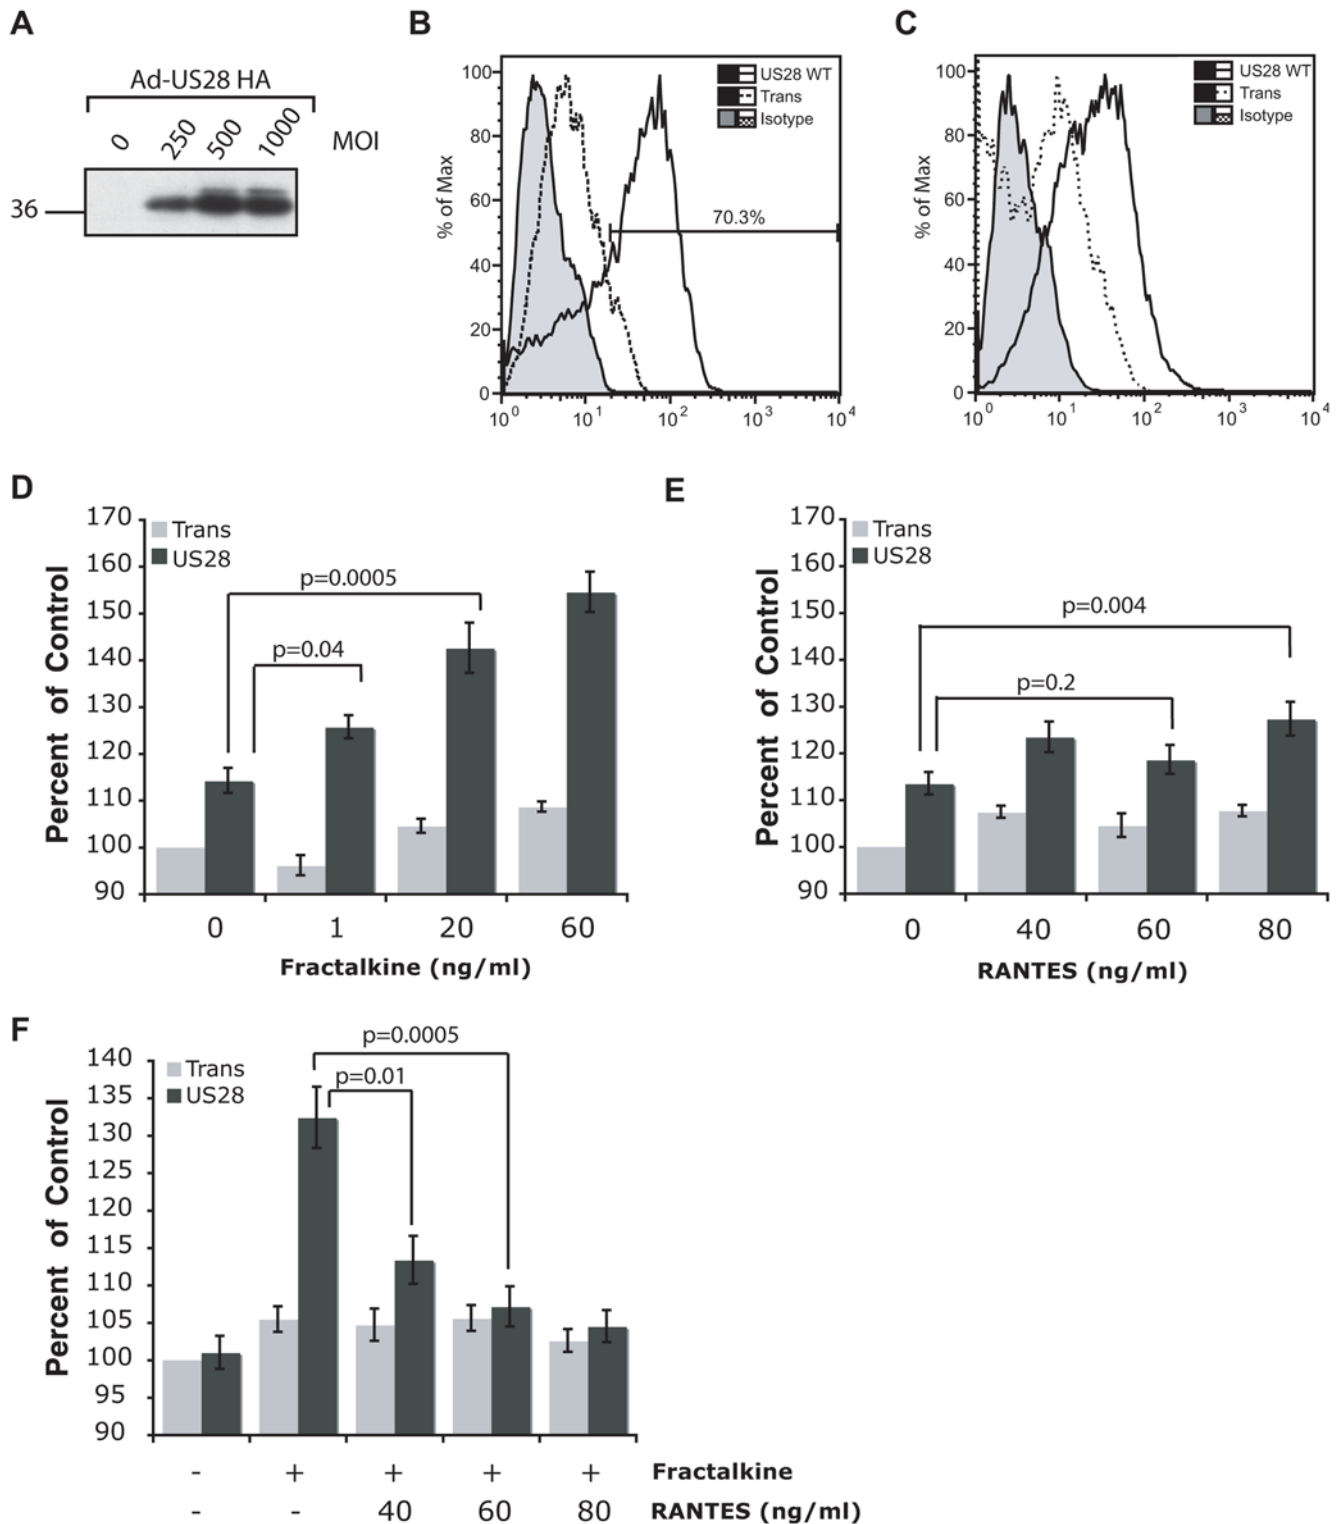 A
Ad-US28 HA
0 250 500 1000 MOI
36
B
100
80
60
40
20
0
% of Max
US28 WT
Trans
Isotype
70.3%
10^0 10^1 10^2 10^3 10^4
C
100
80
60
40
20
0
% of Max
US28 WT
Trans
Isotype
10^0 10^1 10^2 10^3 10^4
D
170
160
150
140
130
120
110
100
90
Percent of Control
Trans
US28
p=0.0005
p=0.04
0 1 20 60
Fractalkine (ng/ml)
E
170
160
150
140
130
120
110
100
90
Percent of Control
Trans
US28
p=0.004
p=0.2
0 40 60 80
RANTES (ng/ml)
F
140
135
130
125
120
115
110
105
100
95
90
Percent of Control
Trans
US28
p=0.0005
p=0.01
- + + + + Fractalkine
- - 40 60 80 RANTES (ng/ml)